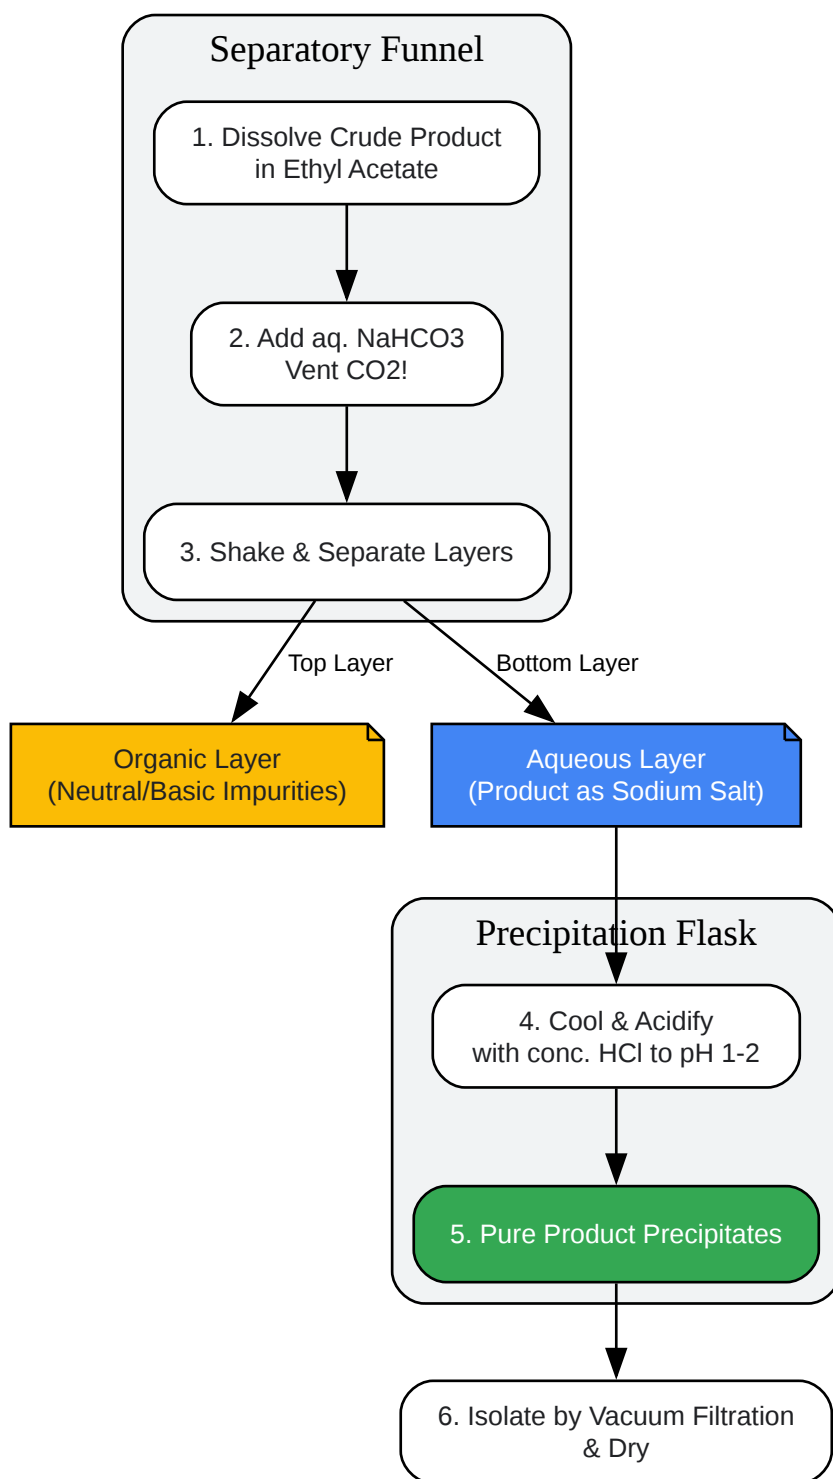 Separatory Funnel
1. Dissolve Crude Product
in Ethyl Acetate
2. Add aq. NaHCO3
Vent CO2!
3. Shake & Separate Layers
Top Layer
Bottom Layer
Organic Layer
(Neutral/Basic Impurities)
Aqueous Layer
(Product as Sodium Salt)
Precipitation Flask
4. Cool & Acidify
with conc. HCl to pH 1-2
5. Pure Product Precipitates
6. Isolate by Vacuum Filtration
& Dry